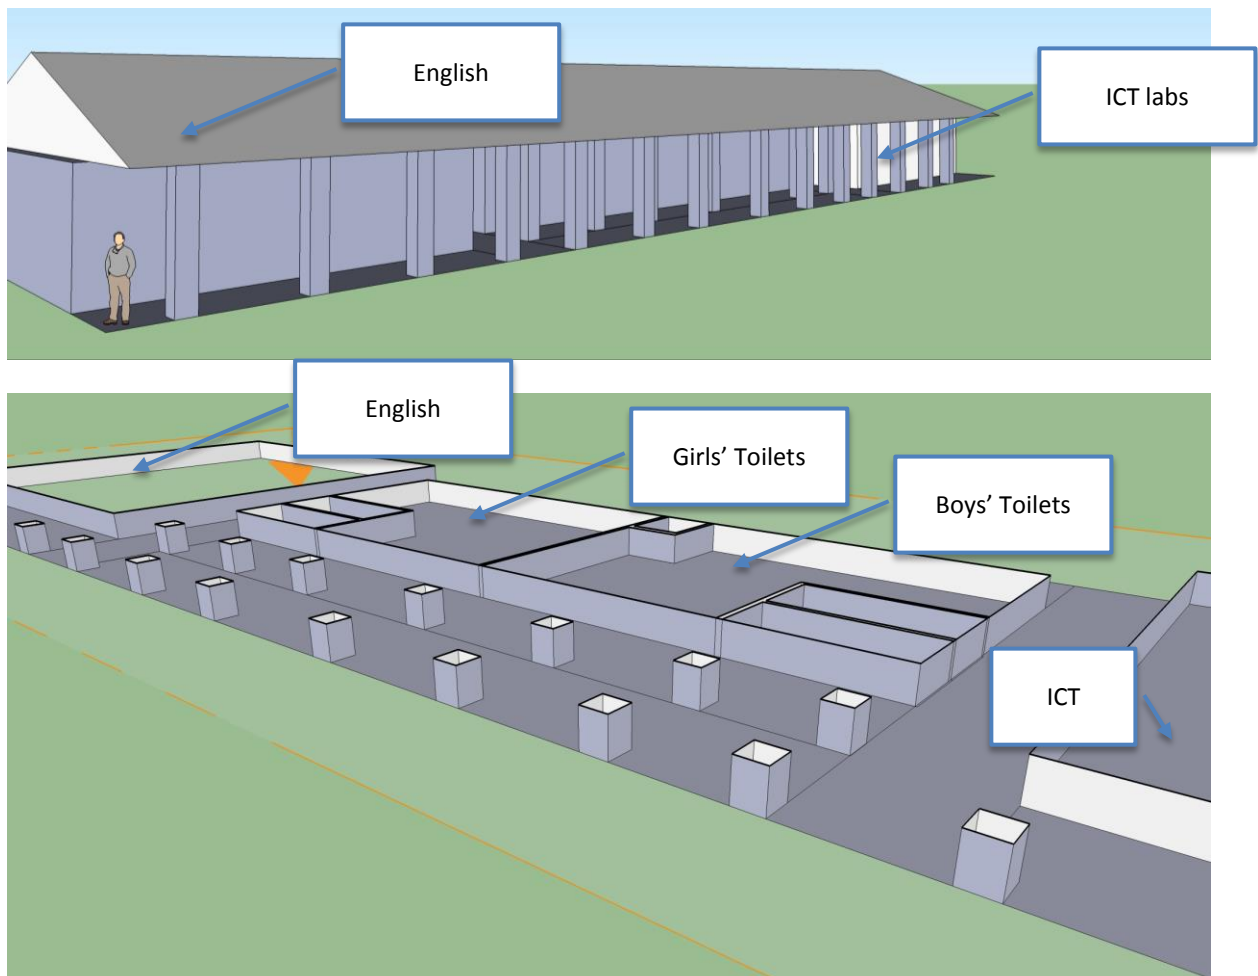 English
ICT labs
English
Girls’ Toilets
Boys’ Toilets
ICT